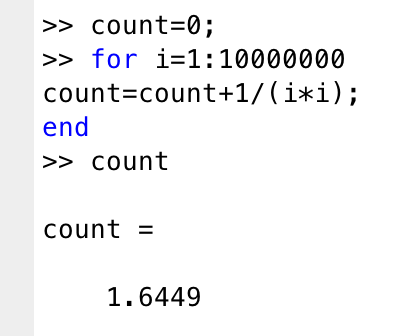 >> count=0;
>> for i=1:10000000
count=count+1/(i*i);
end
>> count
count =
1.6449